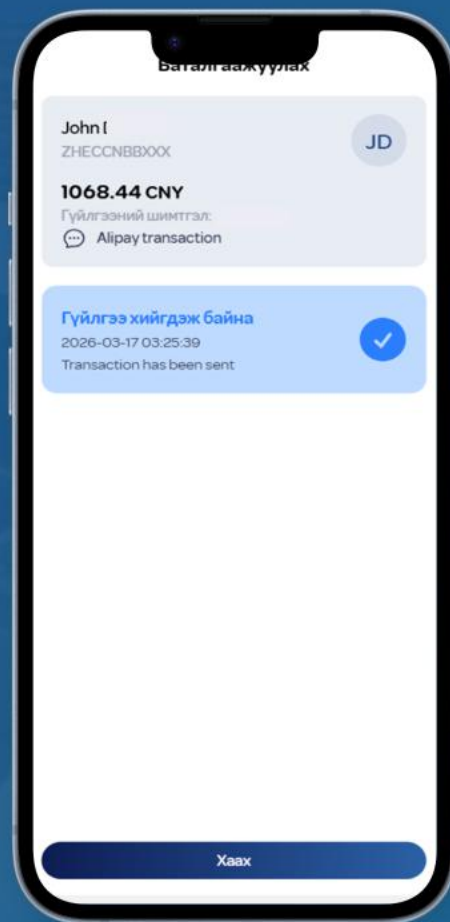 Баталгаажуулах
John
JD
ZHECCNBBXXX
1068.44 CNY
Гүйлгээний шимтгэл:
Alipay transaction
Гүйлгээ хийгдэж байна
2026-03-17 03:25:39
Transaction has been sent
Хаах